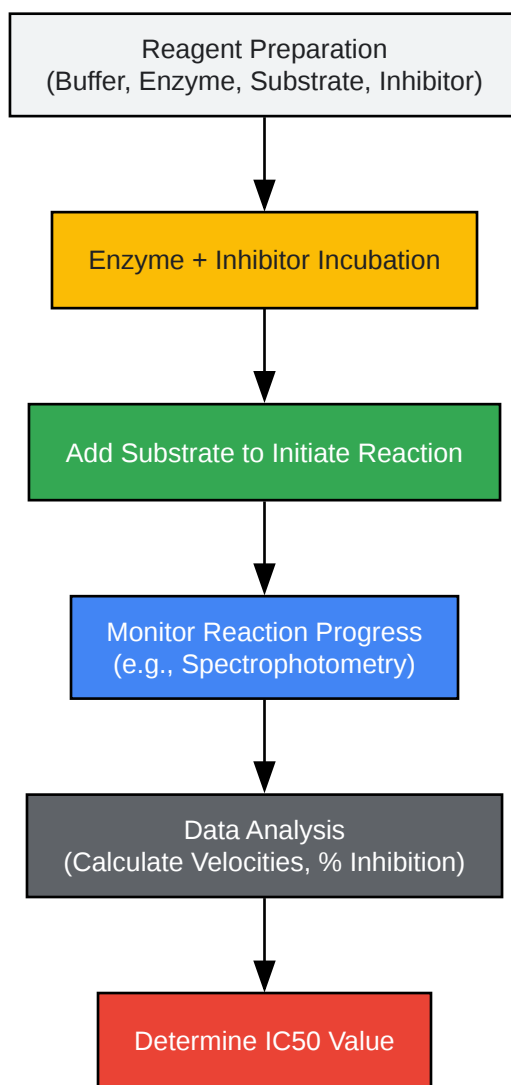 Reagent Preparation
(Buffer, Enzyme, Substrate, Inhibitor)
Enzyme + Inhibitor Incubation
Add Substrate to Initiate Reaction
Monitor Reaction Progress
(e.g., Spectrophotometry)
Data Analysis
(Calculate Velocities, % Inhibition)
Determine IC50 Value